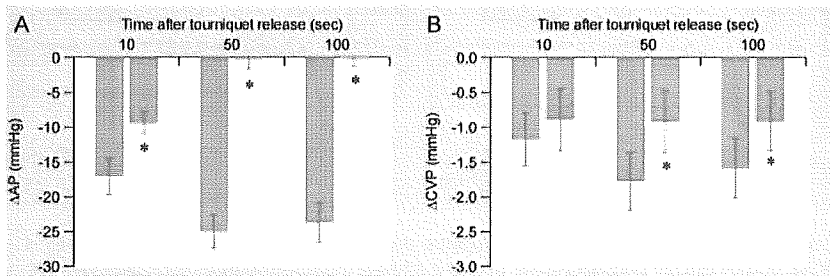 A
Time after tourniquet release (sec)
10 50 100
0
-5
-10
-15
-20
-25
-30
ΔAP (mmHg)
*
*
*
B
Time after tourniquet release (sec)
10 50 100
0
-0.5
-1.0
-1.5
-2.0
-2.5
-3.0
ΔCVP (mmHg)
*
*